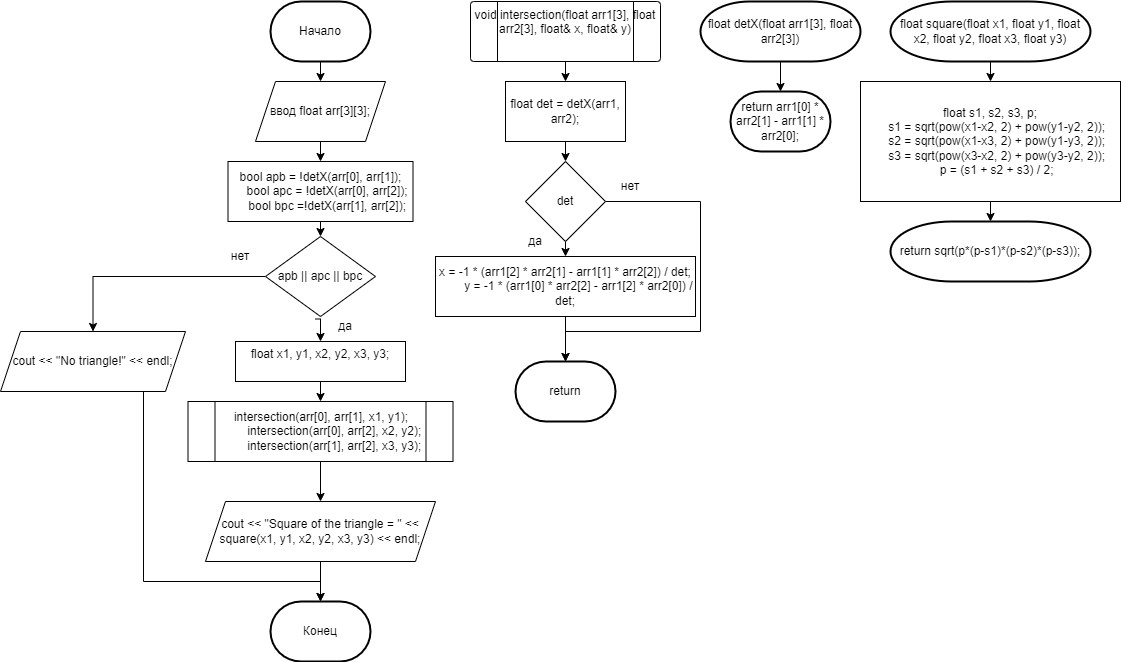 Начало
ввод float arr[3][3];
bool apb = !detX(arr[0], arr[1]);
bool apc = !detX(arr[0], arr[2]);
bool bpc =!detX(arr[1], arr[2]);
apb || apc || bpc
нет
да
cout << "No triangle!" << endl;
float x1, y1, x2, y2, x3, y3;
intersection(arr[0], arr[1], x1, y1);
intersection(arr[0], arr[2], x2, y2);
intersection(arr[1], arr[2], x3, y3);
cout << "Square of the triangle = " <<
square(x1, y1, x2, y2, x3, y3) << endl;
Конец
void intersection(float arr1[3], float
arr2[3], float& x, float& y)
float det = detX(arr1,
arr2);
det
нет
да
x = -1 * (arr1[2] * arr2[1] - arr1[1] * arr2[2]) / det;
y = -1 * (arr1[0] * arr2[2] - arr1[2] * arr2[0]) /
det;
return
float detX(float arr1[3], float
arr2[3])
return arr1[0] *
arr2[1] - arr1[1] *
arr2[0];
float square(float x1, float y1, float
x2, float y2, float x3, float y3)
float s1, s2, s3, p;
s1 = sqrt(pow(x1-x2, 2) + pow(y1-y2, 2));
s2 = sqrt(pow(x1-x3, 2) + pow(y1-y3, 2));
s3 = sqrt(pow(x3-x2, 2) + pow(y3-y2, 2));
p = (s1 + s2 + s3) / 2;
return sqrt(p*(p-s1)*(p-s2)*(p-s3));